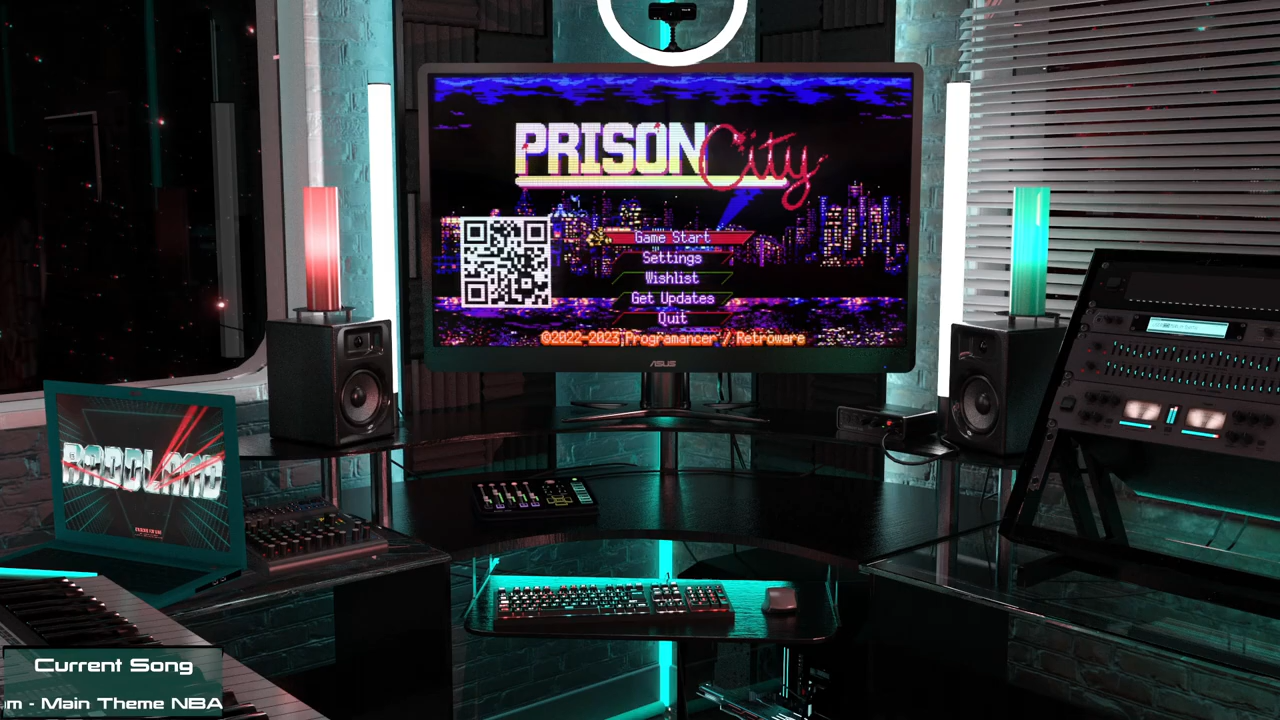 PRISON City
Game Start
Settings
Wishlist
Get Updates
Quit
©2022-2023 Programancer / Retroware
ASUS
RADDLAND
Current Song
m - Main Theme NBA